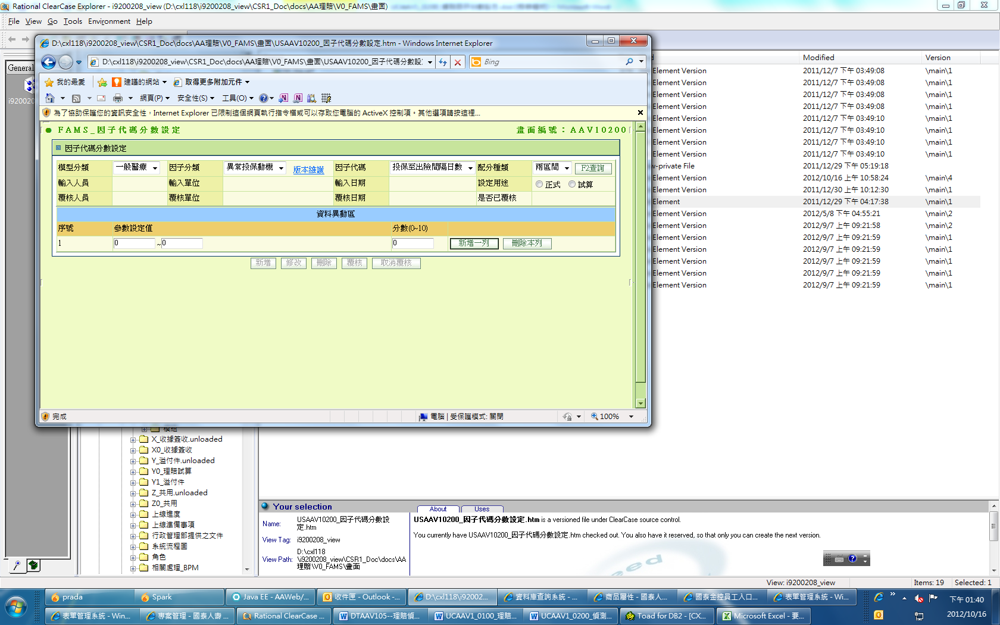 Rational ClearCase Explorer - i9200208_view (D:\cxl118\i9200208_view\CSR1_Doc\docs\AA理賠\V0_FAMS\畫面)
File View Go Tools Environment Help
D:\cxl118\i9200208_view\CSR1_Doc\docs\AA理賠\V0_FAMS\畫面\USAAV10200_因子代碼分數設定.htm - Windows Internet Explorer
D:\cxl118\i9200208_view\CSR1_Doc\docs\AA理賠\V0_FAMS\畫面\USAAV10200_因子代碼分數設
Bing
我的最愛 建議的網站 取得更多附加元件
網頁(P) 安全性(S) 工具(O)
為了協助保護您的資訊安全性，Internet Explorer 已限制這個網頁執行指令檔或可以存取您電腦的 ActiveX 控制項。其他選項請按這裡...
FAMS_因子代碼分數設定 畫面編號：AAV10200
因子代碼分數設定
模型分類 一般醫療 因子分類 異常投保動機 版本維護 因子代碼 投保至出險間隔日數 配分種類 兩區間 F2查詢
輸入人員 輸入單位 輸入日期 設定用途 正式 試算
覆核人員 覆核單位 覆核日期 是否已覆核
資料異動區
序號 參數設定值 分數(0~10)
1 0 ~0 0 新增一列 刪除本列
新增 修改 刪除 覆核 取消覆核
完成 電腦 | 受保護模式: 關閉 100%
General
i920020
Modified Version
Element Version 2011/12/7 下午 03:49:08 \main\1
Element Version 2011/12/7 下午 03:49:08 \main\1
Element Version 2011/12/7 下午 03:49:08 \main\1
Element Version 2011/12/7 下午 03:49:08 \main\1
Element Version 2011/12/7 下午 03:49:10 \main\1
Element Version 2011/12/7 下午 03:49:10 \main\1
Element Version 2011/12/7 下午 03:49:10 \main\1
Element Version 2011/12/7 下午 03:49:10 \main\1
w-private File 2011/12/29 下午 05:19:18
Element Version 2012/10/16 上午 10:58:24 \main\4
Element Version 2011/12/30 上午 10:12:30 \main\1
Element 2011/12/29 下午 04:17:38 \main\1
Element Version 2012/5/8 下午 04:55:21 \main\2
Element Version 2012/9/7 上午 09:21:58 \main\2
Element Version 2012/9/7 上午 09:21:59 \main\1
Element Version 2012/9/7 上午 09:21:59 \main\1
Element Version 2012/9/7 上午 09:21:59 \main\1
Element Version 2012/9/7 上午 09:21:59 \main\1
Element Version 2012/9/7 上午 09:21:59 \main\1
模組
X_收據簽收.unloaded
X0_收據簽收
Y_溢付件.unloaded
Y0_理賠試算
Y1_溢付件
Z_共用.unloaded
Z0_共用
上線進度
上線準備事項
行政管理部提供之文件
系統流程圖
角色
相關處理_BPM
Your selection About Uses
Name: USAAV10200_因子代碼分數設定.htm
View Tag: i9200208_view
View Path: D:\cxl118\i9200208_view\CSR1_Doc\docs\AA理賠\V0_FAMS\畫面
USAAV10200_因子代碼分數設定.htm is a versioned file under ClearCase source control.
You currently have USAAV10200_因子代碼分數設定.htm checked out. You also have it reserved, so that only you can create the next version.
View: i9200208_view Items: 19 Selected: 1
prada Spark Java EE - AAWeb/... 收件匣 - Outlook -... D:\cxl118\i92002... 資料庫查詢系統 - ... 商品屬性 - 國泰人... 國泰金控員工入口... 表單管理系統 - Wi... 下午 01:40
表單管理系統 - Win... 專案管理 - 國泰人壽 ... Rational ClearCase ... DTAAV105--理賠偵... UCAAV1_0100_理賠... UCAAV1_0200_偵測... Toad for DB2 - [CX... Microsoft Excel - 要... 2012/10/16